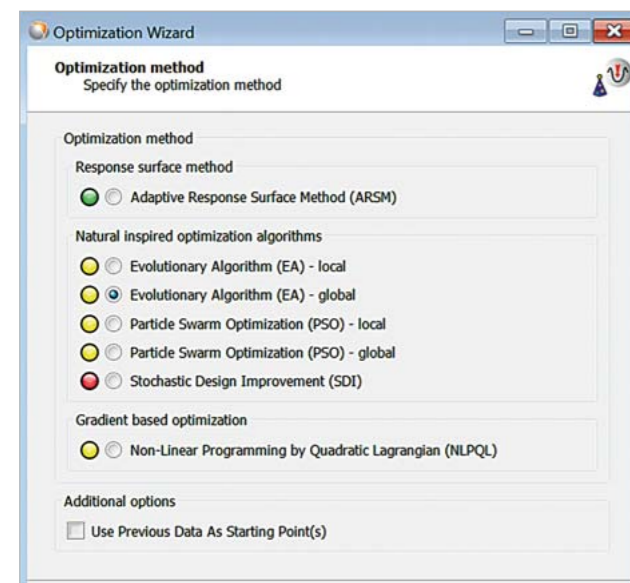 Optimization Wizard
Optimization method
Specify the optimization method
Optimization method
Response surface method
Adaptive Response Surface Method (ARSM)
Natural inspired optimization algorithms
Evolutionary Algorithm (EA) - local
Evolutionary Algorithm (EA) - global
Particle Swarm Optimization (PSO) - local
Particle Swarm Optimization (PSO) - global
Stochastic Design Improvement (SDI)
Gradient based optimization
Non-Linear Programming by Quadratic Lagrangian (NLPQL)
Additional options
Use Previous Data As Starting Point(s)